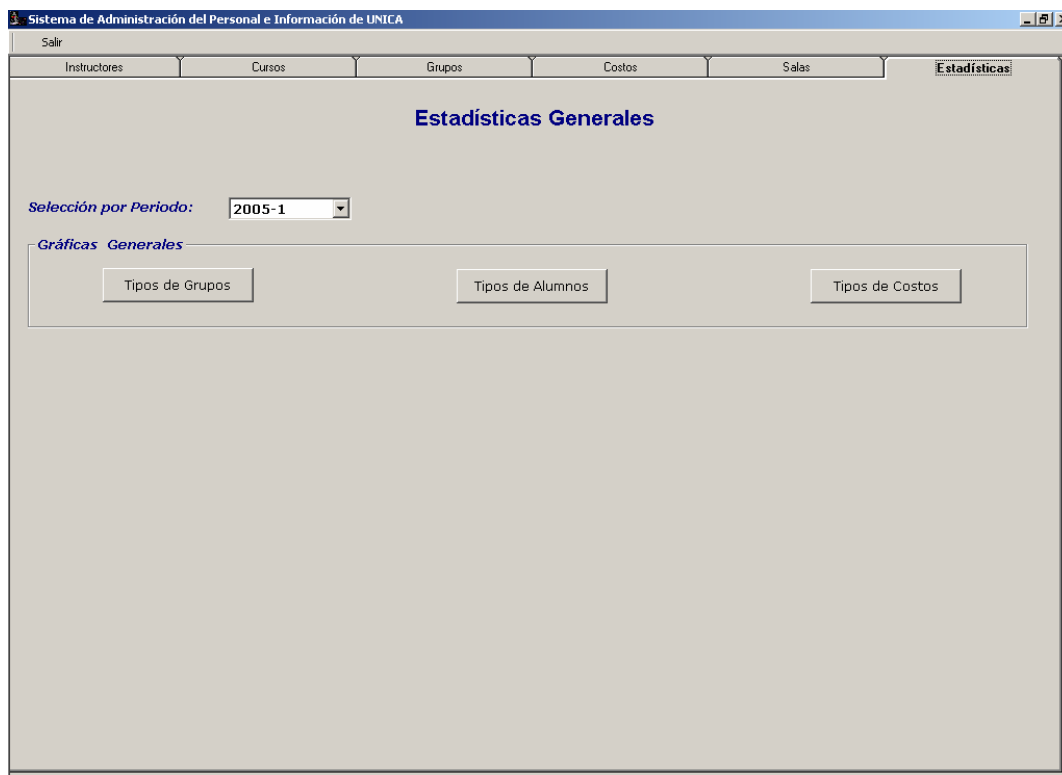 Sistema de Administración del Personal e Información de UNICA
Salir
Instructores Cursos Grupos Costos Salas Estadísticas
Estadísticas Generales
Selección por Periodo: 2005-1
Gráficas Generales
Tipos de Grupos Tipos de Alumnos Tipos de Costos